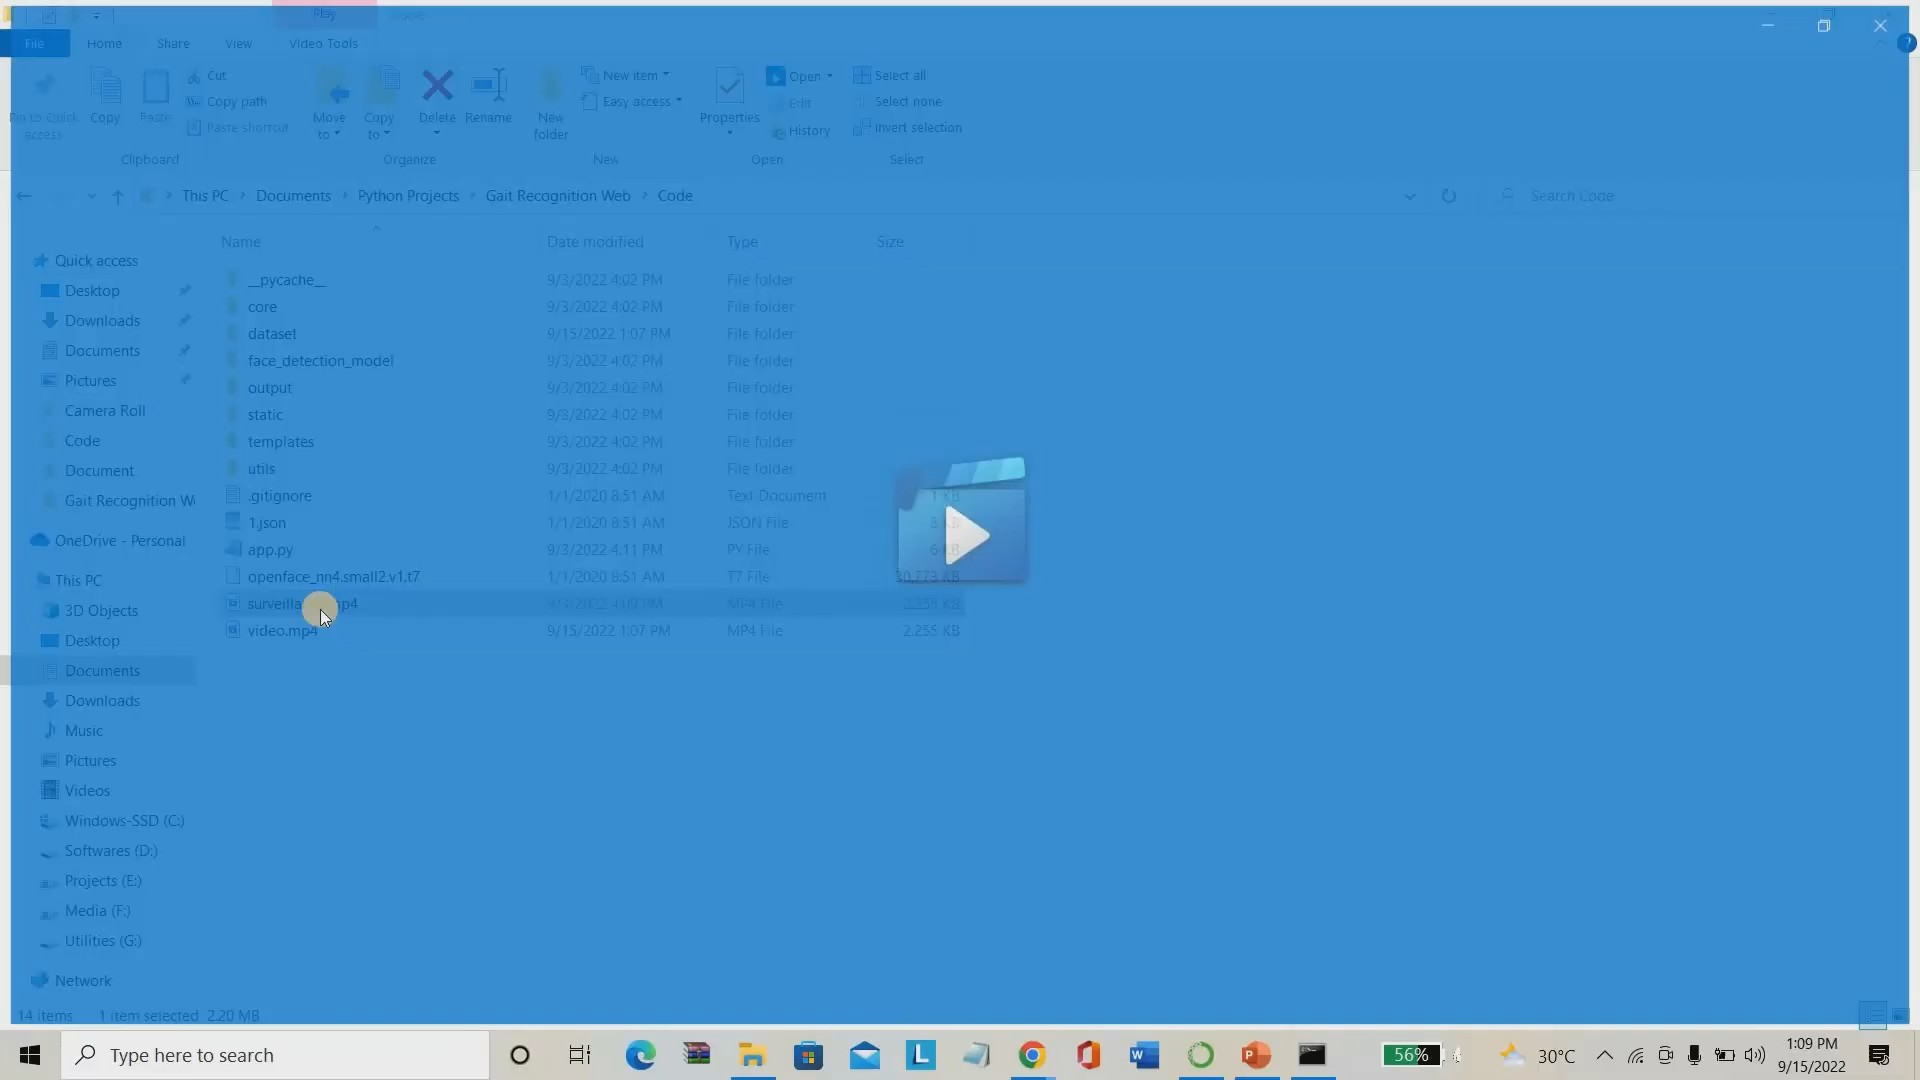 Play
File Home Share View Video Tools
Cut
Copy path
Paste shortcut
Copy
Paste
Move to
Copy to
Delete
Rename
New folder
New item
Easy access
Properties
Open
Edit
History
Select all
Select none
Invert selection
Clipboard Organize New Open Select
This PC Documents Python Projects Gait Recognition Web Code
Search Code
Name Date modified Type Size
__pycache__ 9/3/2022 4:02 PM File folder
core 9/3/2022 4:02 PM File folder
dataset 9/15/2022 1:07 PM File folder
face_detection_model 9/3/2022 4:02 PM File folder
output 9/3/2022 4:02 PM File folder
static 9/3/2022 4:02 PM File folder
templates 9/3/2022 4:02 PM File folder
utils 9/3/2022 4:02 PM File folder
.gitignore 1/1/2020 8:51 AM Text Document 1 KB
1.json 1/1/2020 8:51 AM JSON File KB
app.py 9/3/2022 4:11 PM PY File 6 KB
openface_nn4.small2.v1.t7 1/1/2020 8:51 AM T7 File 30,773 KB
MP4 File 2,255 KB
video.mp4 9/15/2022 1:07 PM MP4 File 2,255 KB
Quick access
Desktop
Downloads
Documents
Pictures
Camera Roll
Code
Document
Gait Recognition W
OneDrive - Personal
This PC
3D Objects
Desktop
Documents
Downloads
Music
Pictures
Videos
Windows-SSD (C:)
Softwares (D:)
Projects (E:)
Media (F:)
Utilities (G:)
Network
14 items 1 item selected 2.20 MB
Type here to search
56%
30°C
1:09 PM
9/15/2022